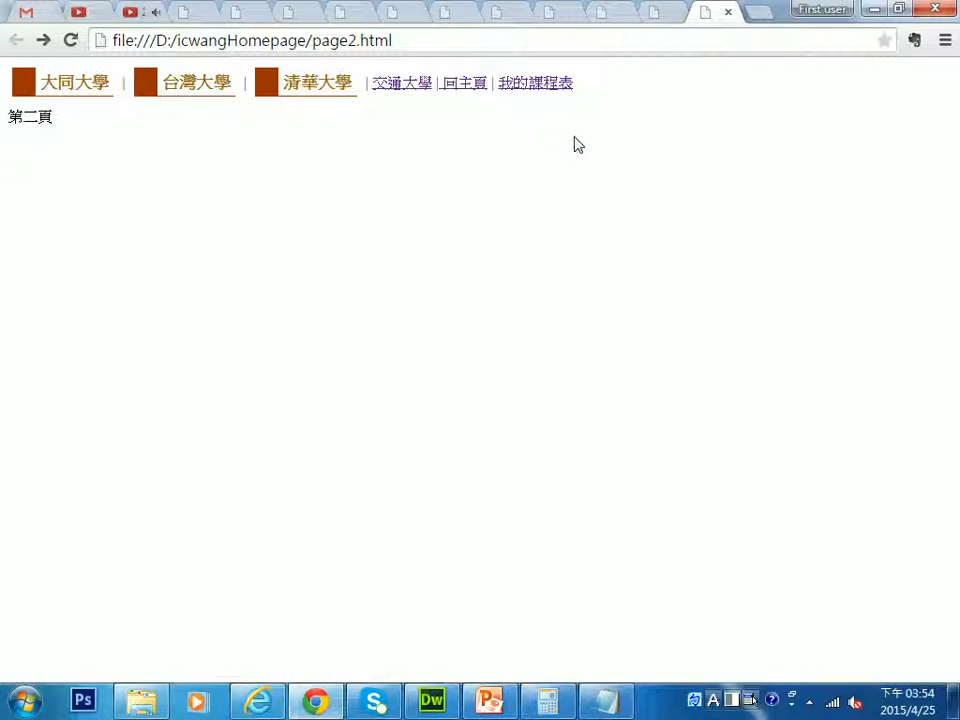 First user
file:///D:/icwangHomepage/page2.html
大同大學 | 台灣大學 | 清華大學 | 交通大學 | 回主頁 | 我的課程表
第二頁
Ps
Dw
A
下午 03:54
2015/4/25